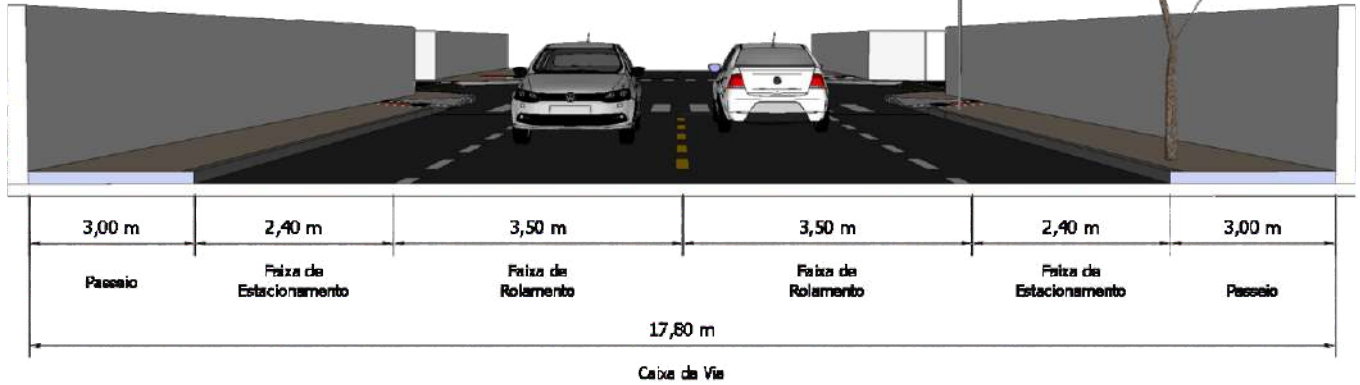 3,00 m
2,40 m
3,50 m
3,50 m
2,40 m
3,00 m
Passeio
Faixa de
Estacionamento
Faixa de
Rolamento
Faixa de
Rolamento
Faixa de
Estacionamento
Passeio
17,80 m
Caixa da Via